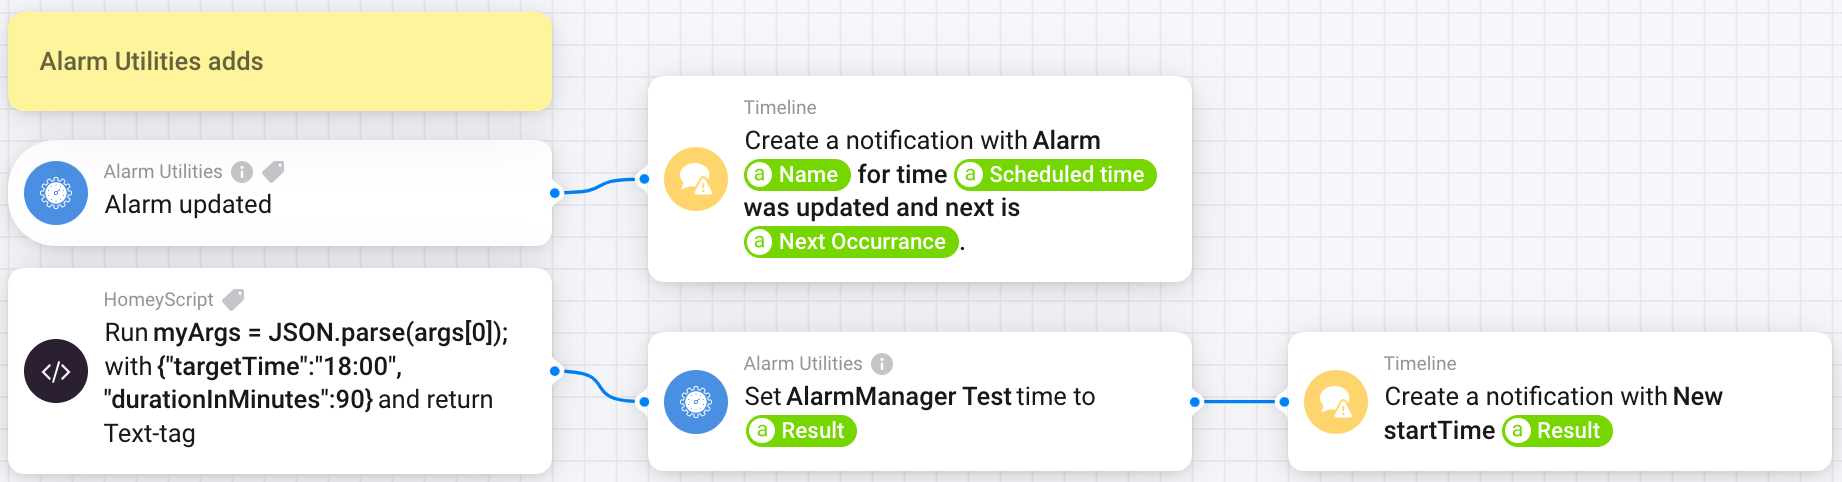 Alarm Utilities adds
Alarm Utilities
Alarm updated
Timeline
Create a notification with Alarm
a Name for time a Scheduled time
was updated and next is
a Next Occurrance .
HomeyScript
Run myArgs = JSON.parse(args[0]);
with {"targetTime":"18:00",
"durationInMinutes":90} and return
Text-tag
Alarm Utilities
Set AlarmManager Test time to
a Result
Timeline
Create a notification with New
startTime a Result